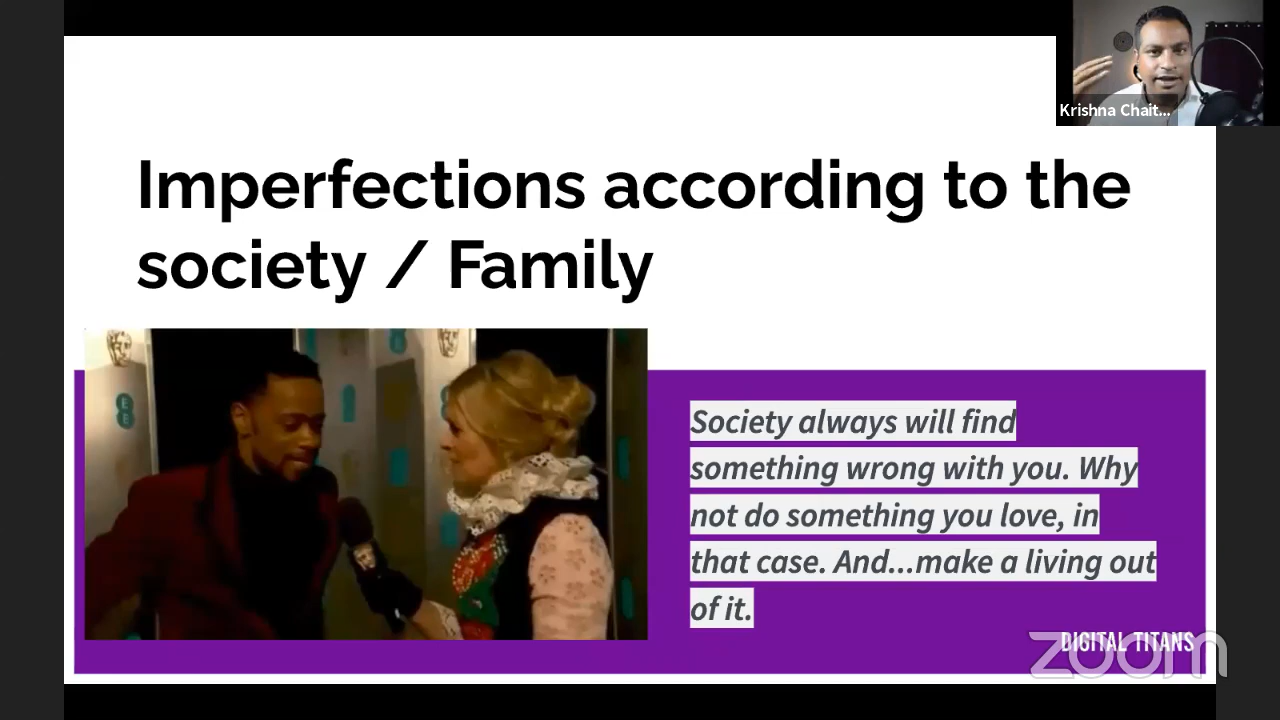 Krishna Chait...
Imperfections according to the
society / Family
EE
Society always will find
something wrong with you. Why
not do something you love, in
that case. And...make a living out
of it.
DIGITAL TITANS
zoom